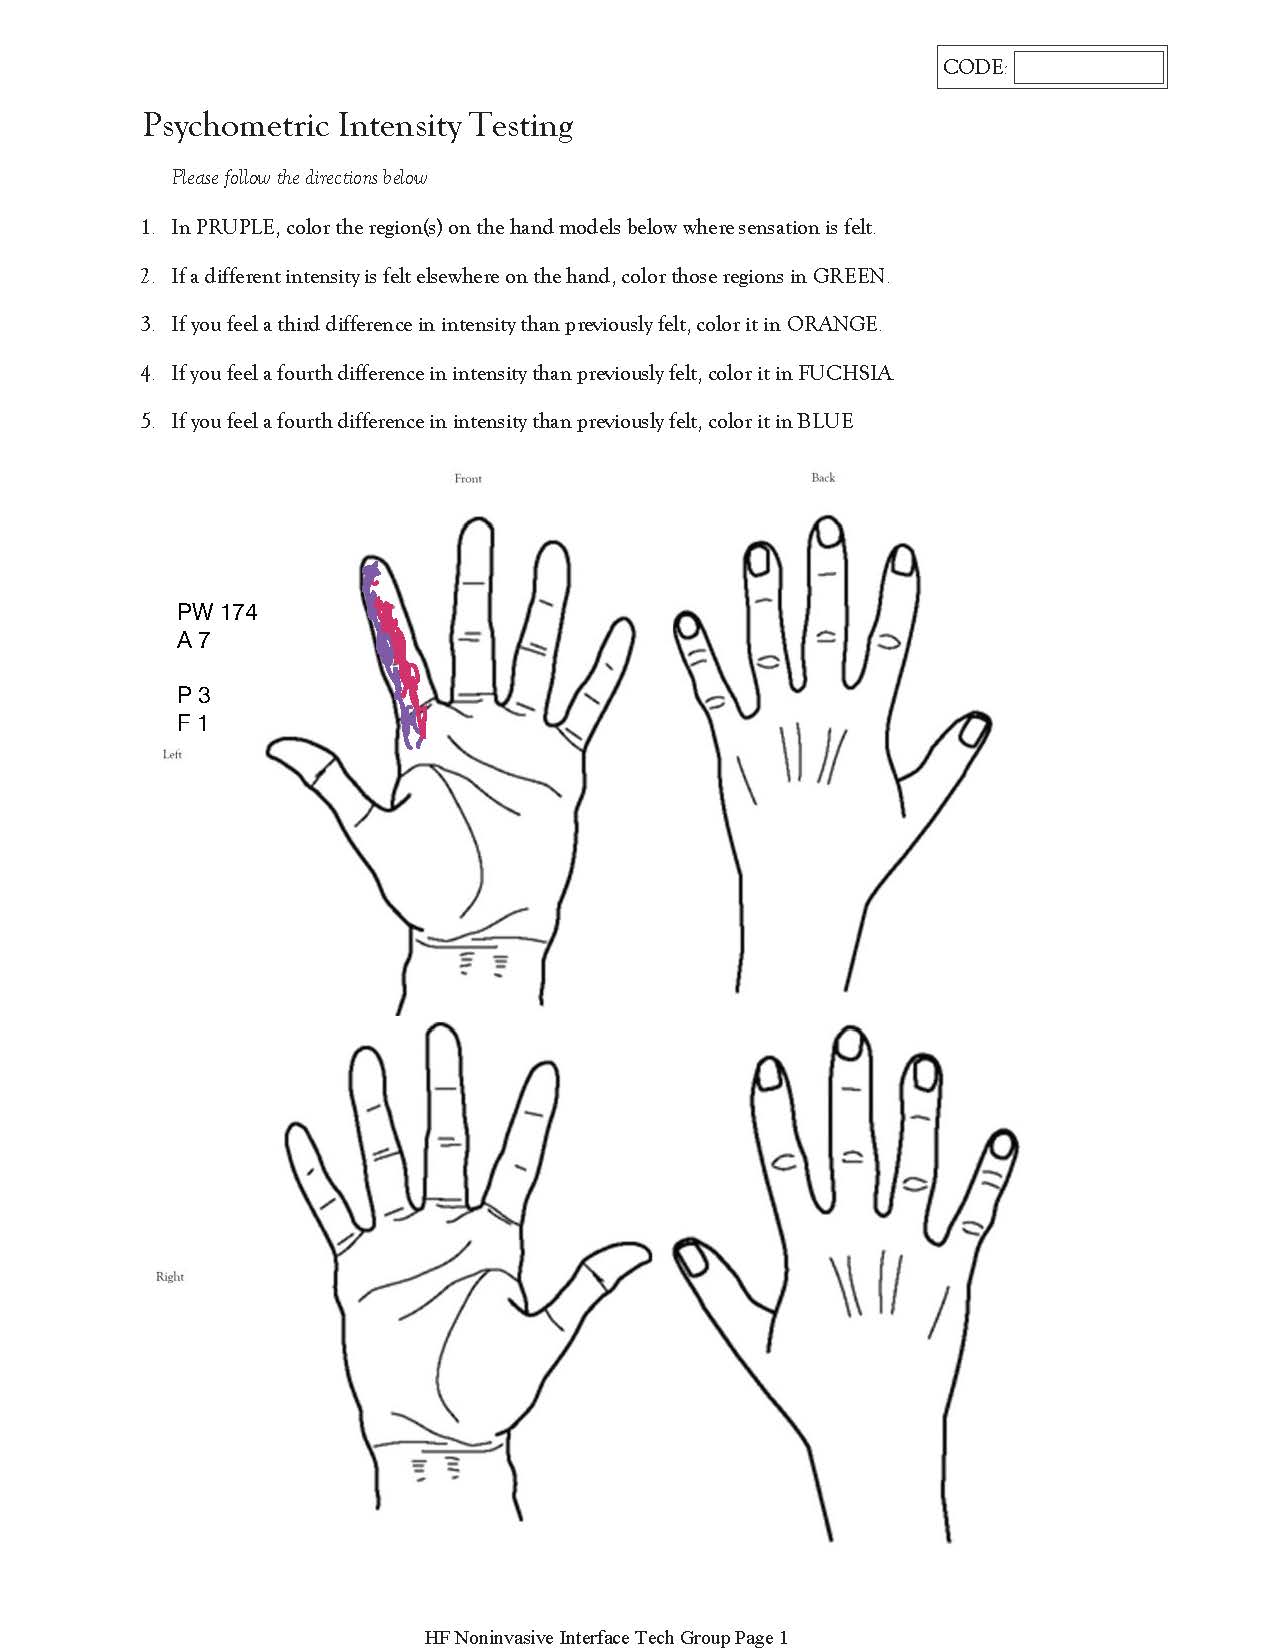 CODE:
Psychometric Intensity Testing
Please follow the directions below
1. In PRUPLE, color the region(s) on the hand models below where sensation is felt.
2. If a different intensity is felt elsewhere on the hand, color those regions in GREEN.
3. If you feel a third difference in intensity than previously felt, color it in ORANGE.
4. If you feel a fourth difference in intensity than previously felt, color it in FUCHSIA.
5. If you feel a fourth difference in intensity than previously felt, color it in BLUE
Front
Back
PW 174
A 7
P 3
F 1
Left
Right
HF Noninvasive Interface Tech Group Page 1